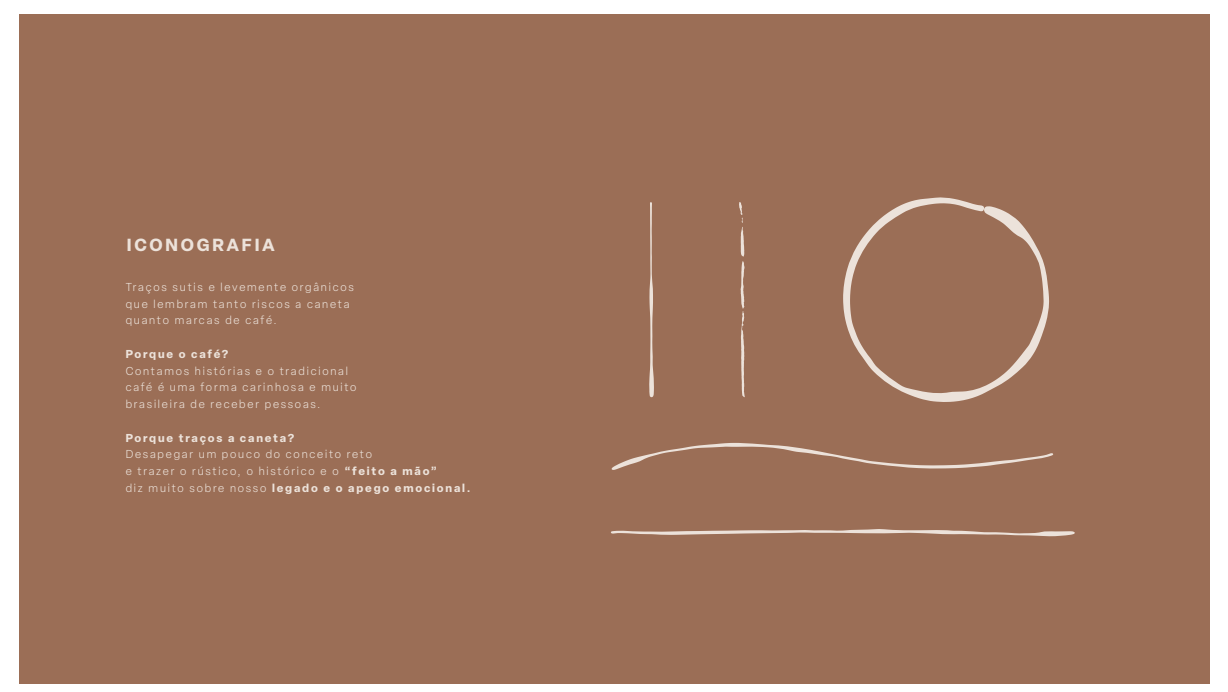 ICONOGRAFIA
Traços sutis e levemente orgânicos
que lembram tanto riscos a caneta
quanto marcas de café.
Porque o café?
Contamos histórias e o tradicional
café é uma forma carinhosa e muito
brasileira de receber pessoas.
Porque traços a caneta?
Desapegar um pouco do conceito reto
e trazer o rústico, o histórico e o “feito a mão”
diz muito sobre nosso legado e o apego emocional.